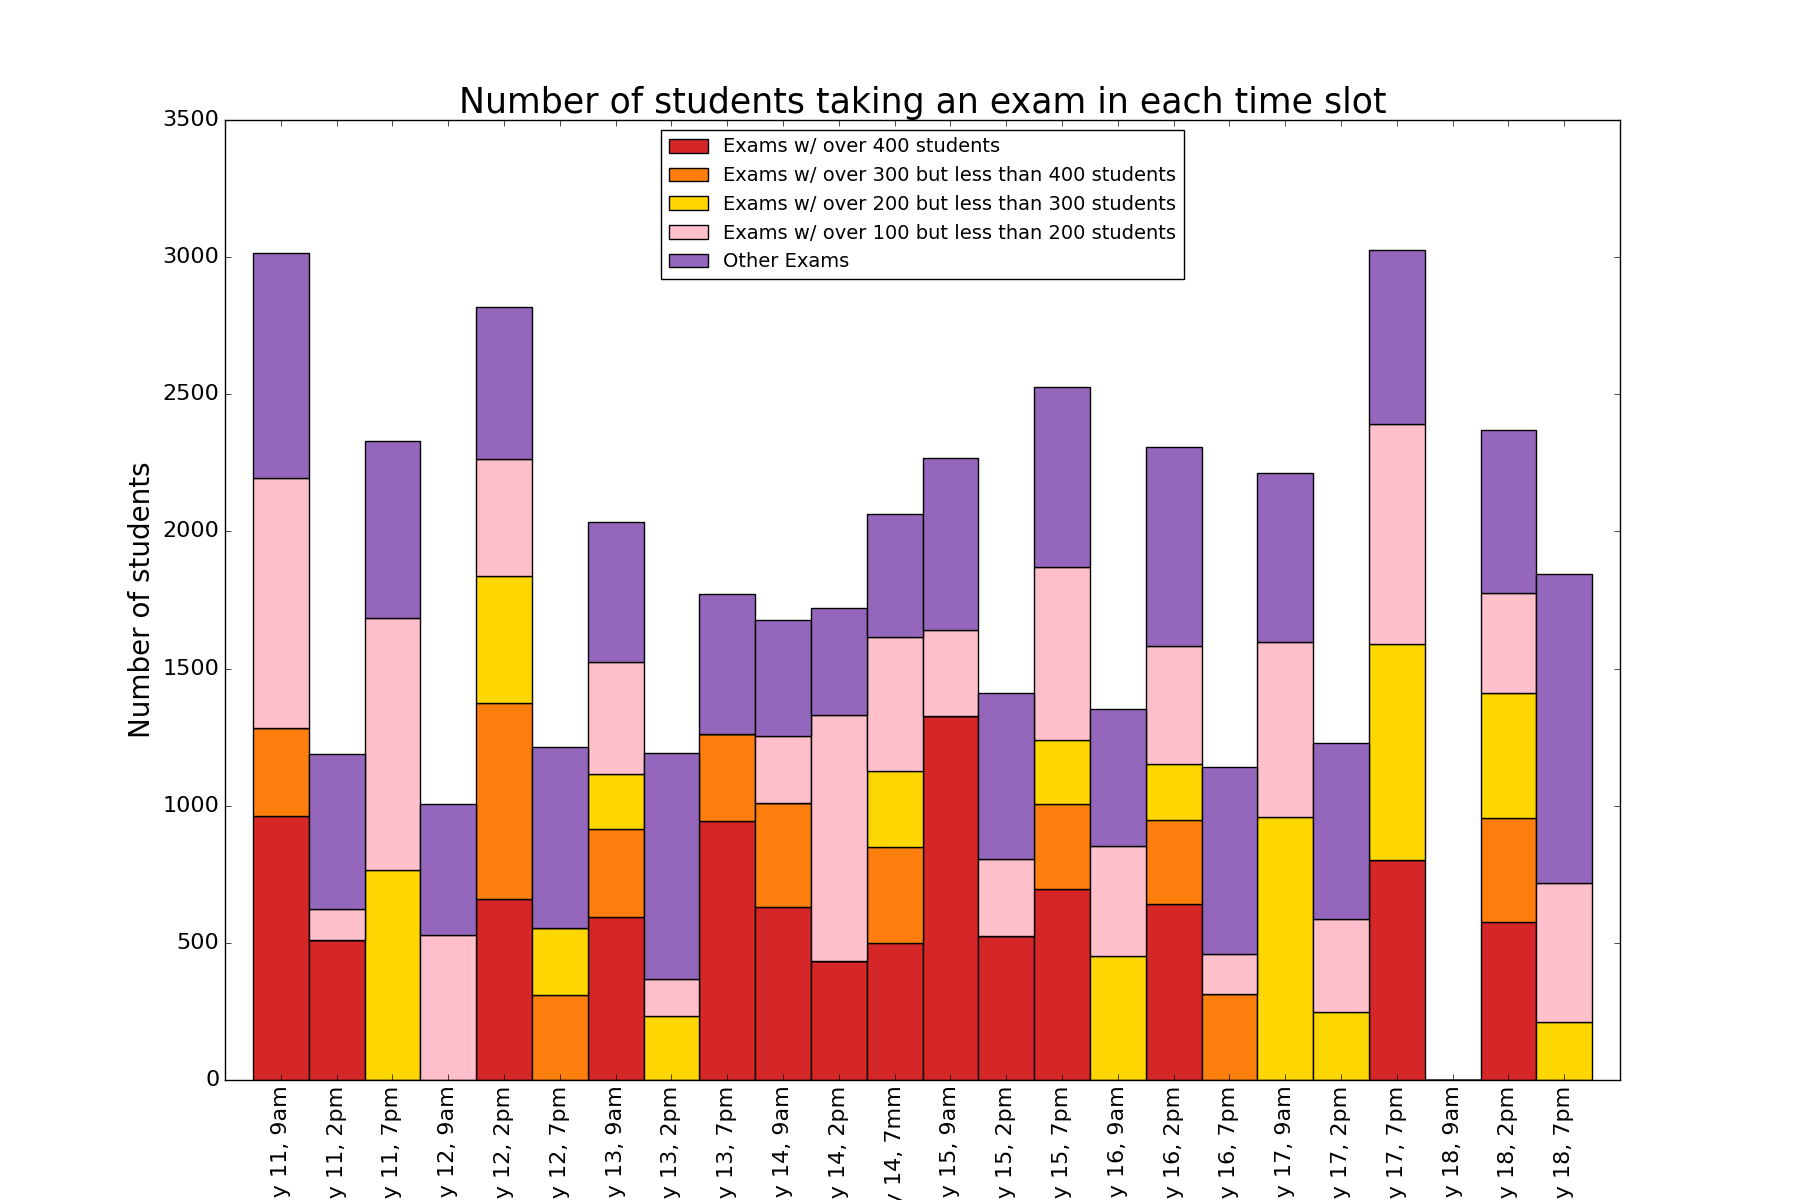 Number of students taking an exam in each time slot
Exams w/ over 400 students
Exams w/ over 300 but less than 400 students
Exams w/ over 200 but less than 300 students
Exams w/ over 100 but less than 200 students
Other Exams
Number of students
3500
3000
2500
2000
1500
1000
500
0
y 11, 9am
y 11, 2pm
y 11, 7pm
y 12, 9am
y 12, 2pm
y 12, 7pm
y 13, 9am
y 13, 2pm
y 13, 7pm
y 14, 9am
y 14, 2pm
y 14, 7mm
y 15, 9am
y 15, 2pm
y 15, 7pm
y 16, 9am
y 16, 2pm
y 16, 7pm
y 17, 9am
y 17, 2pm
y 17, 7pm
y 18, 9am
y 18, 2pm
y 18, 7pm